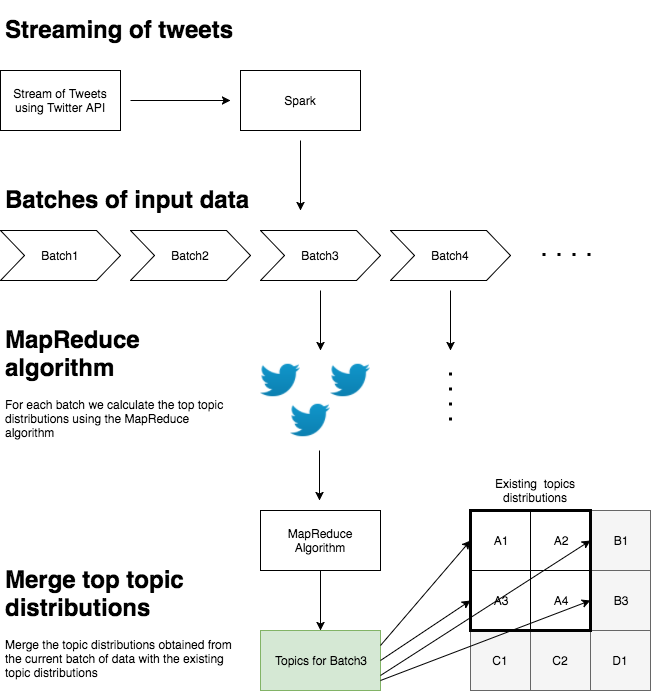 Streaming of tweets
Stream of Tweets
using Twitter API
Spark
Batches of input data
Batch1
Batch2
Batch3
Batch4
MapReduce
algorithm
For each batch we calculate the top topic
distributions using the MapReduce
algorithm
MapReduce
Algorithm
Existing topics
distributions
A1
A2
B1
A3
A4
B3
C1
C2
D1
Merge top topic
distributions
Merge the topic distributions obtained from
the current batch of data with the existing
topic distributions
Topics for Batch3